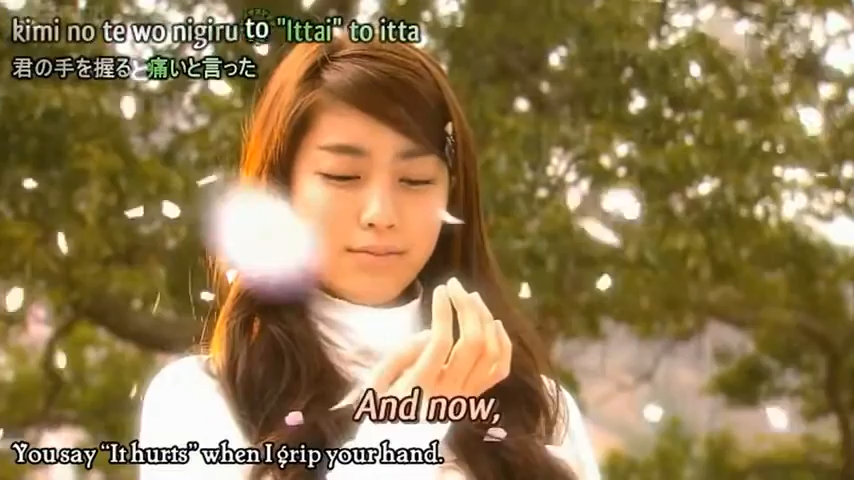 kimi no te wo nigiru to "Ittai" to itta
君の手を握ると痛いと言った
And now,
You say "It hurts" when I grip your hand.